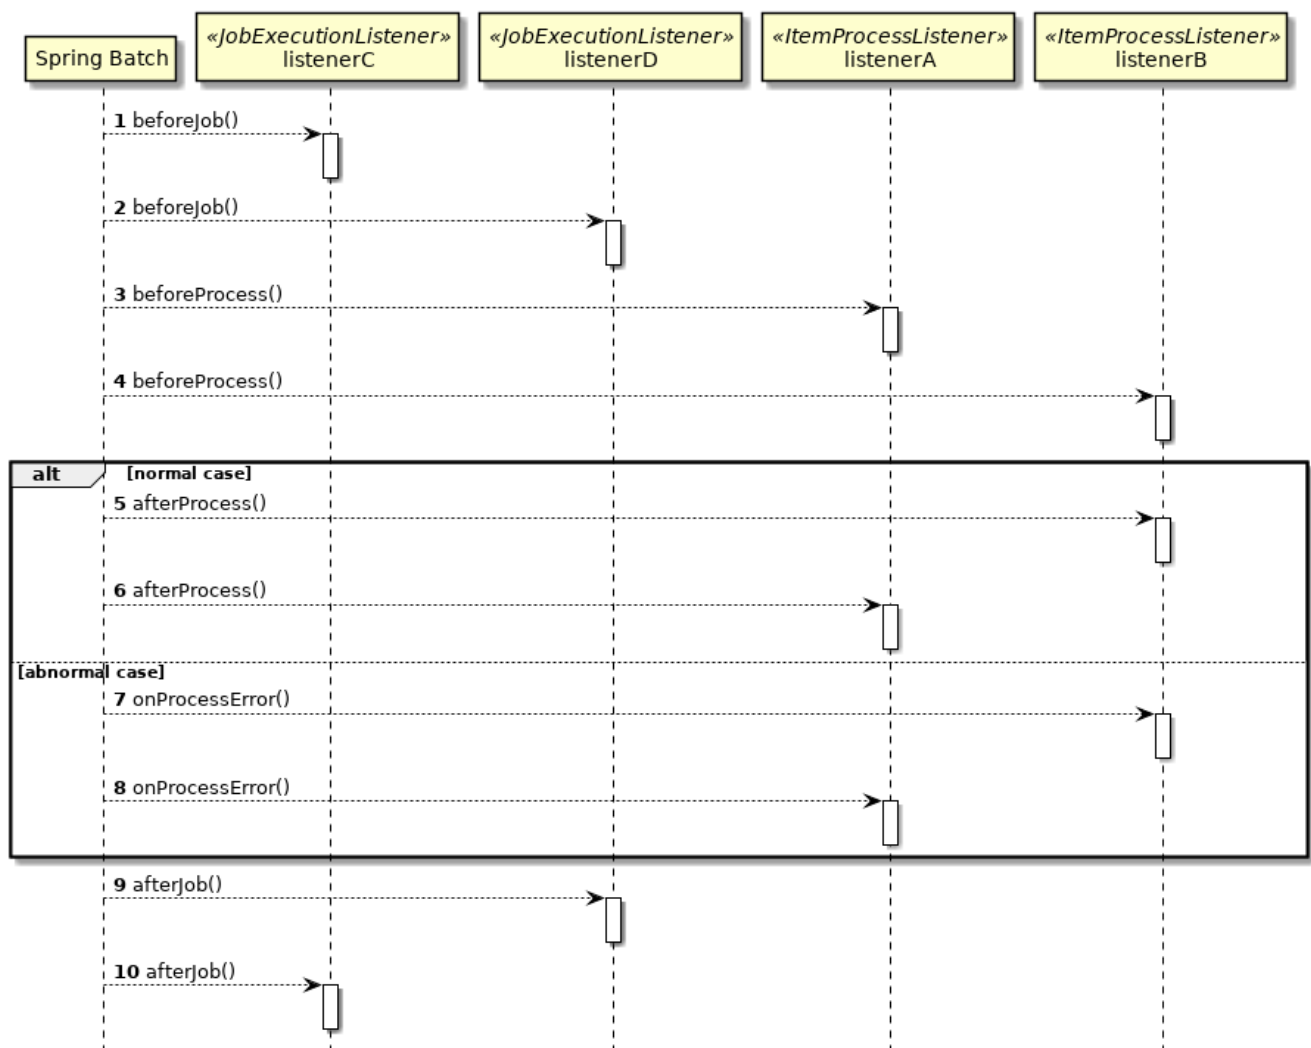 Spring Batch
«JobExecutionListener»
listenerC
«JobExecutionListener»
listenerD
«ItemProcessListener»
listenerA
«ItemProcessListener»
listenerB
1 beforeJob()
2 beforeJob()
3 beforeProcess()
4 beforeProcess()
alt [normal case]
5 afterProcess()
6 afterProcess()
[abnormal case]
7 onProcessError()
8 onProcessError()
9 afterJob()
10 afterJob()